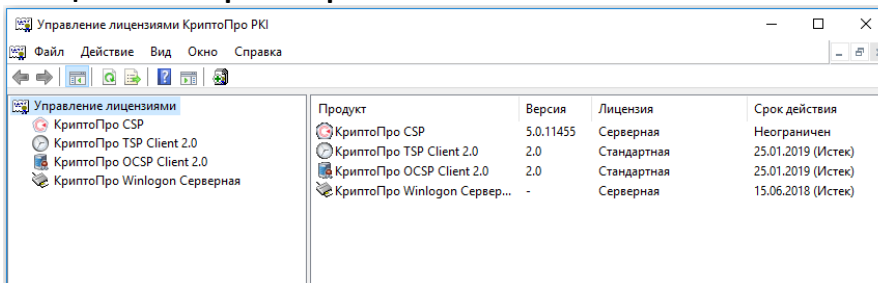 Управление лицензиями КриптоПро PKI
Файл Действие Вид Окно Справка
Управление лицензиями
КриптоПро CSP
КриптоПро TSP Client 2.0
КриптоПро OCSP Client 2.0
КриптоПро Winlogon Серверная
Продукт Версия Лицензия Срок действия
КриптоПро CSP 5.0.11455 Серверная Неограничен
КриптоПро TSP Client 2.0 2.0 Стандартная 25.01.2019 (Истек)
КриптоПро OCSP Client 2.0 2.0 Стандартная 25.01.2019 (Истек)
КриптоПро Winlogon Сервер... - Серверная 15.06.2018 (Истек)